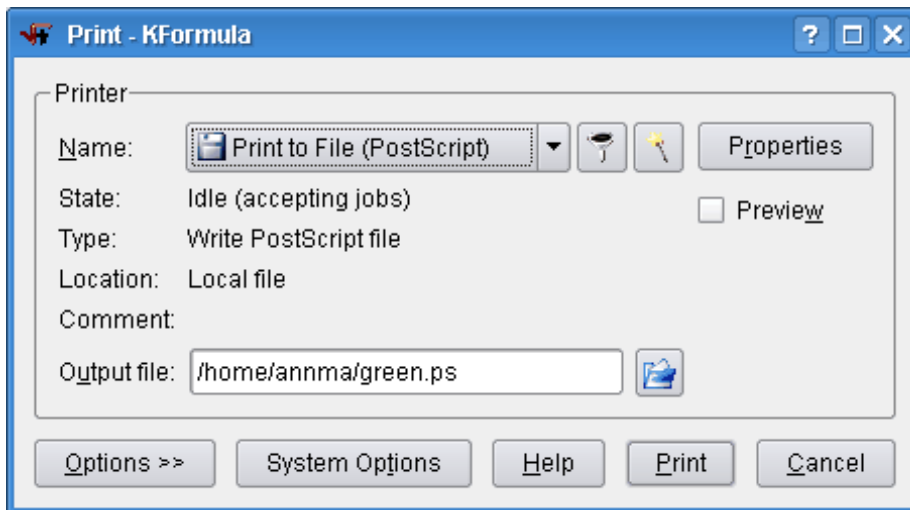 Print - KFormula
Printer
Name: Print to File (PostScript) Properties
State: Idle (accepting jobs) Preview
Type: Write PostScript file
Location: Local file
Comment:
Output file: /home/annma/green.ps
Options >> System Options Help Print Cancel